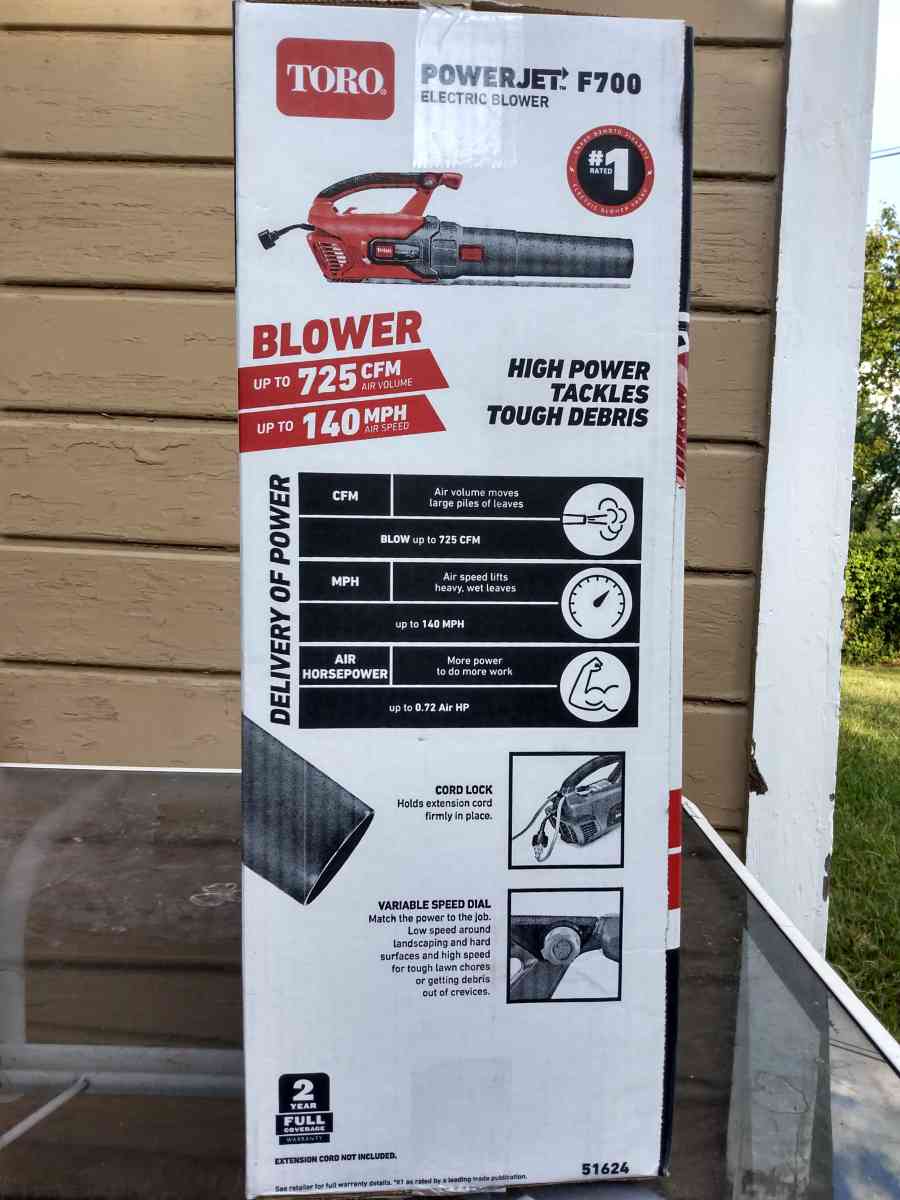 TORO
POWERJET™ F700
ELECTRIC BLOWER
#1
RATED
Toro
BLOWER
UP TO 725 CFM
AIR VOLUME
UP TO 140 MPH
AIR SPEED
HIGH POWER
TACKLES
TOUGH DEBRIS
DELIVERY OF POWER
CFM
Air volume moves
large piles of leaves
BLOW up to 725 CFM
MPH
Air speed lifts
heavy, wet leaves
up to 140 MPH
AIR
HORSEPOWER
More power
to do more work
up to 0.72 Air HP
CORD LOCK
Holds extension cord
firmly in place.
VARIABLE SPEED DIAL
Match the power to the job.
Low speed around
landscaping and hard
surfaces and high speed
for tough lawn chores
or getting debris
out of crevices.
2
YEAR
FULL
COVERAGE
WARRANTY
EXTENSION CORD NOT INCLUDED.
51624
See retailer for full warranty details. *#1 as rated by a leading trade publication.